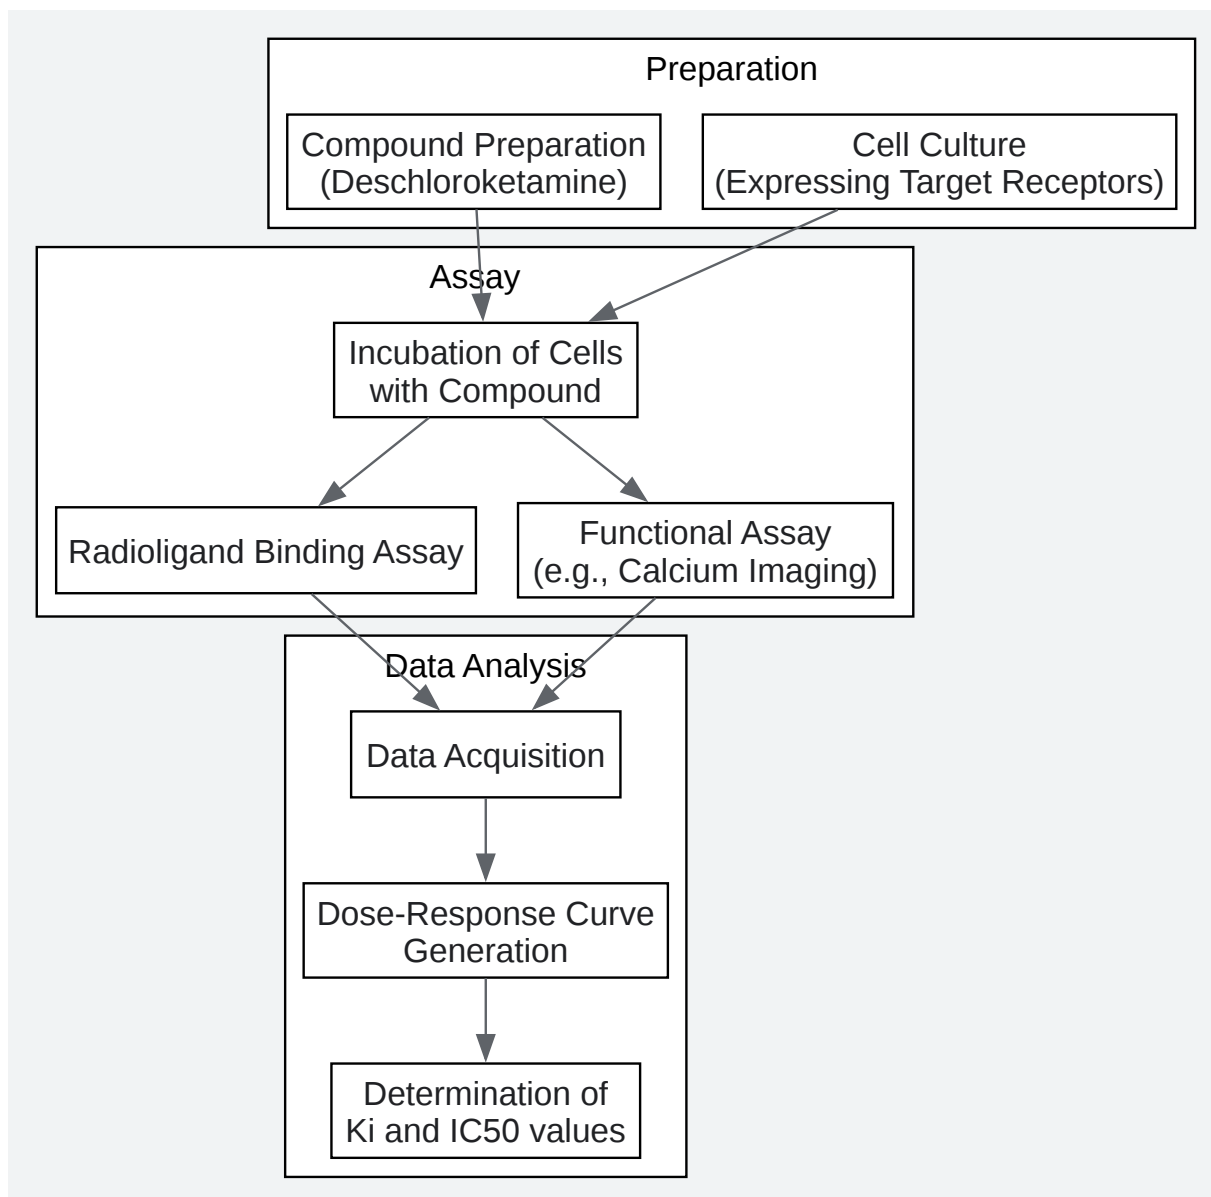 Preparation
Compound Preparation
(Deschloroketamine)
Cell Culture
(Expressing Target Receptors)
Assay
Incubation of Cells
with Compound
Radioligand Binding Assay
Functional Assay
(e.g., Calcium Imaging)
Data Analysis
Data Acquisition
Dose-Response Curve
Generation
Determination of
Ki and IC50 values